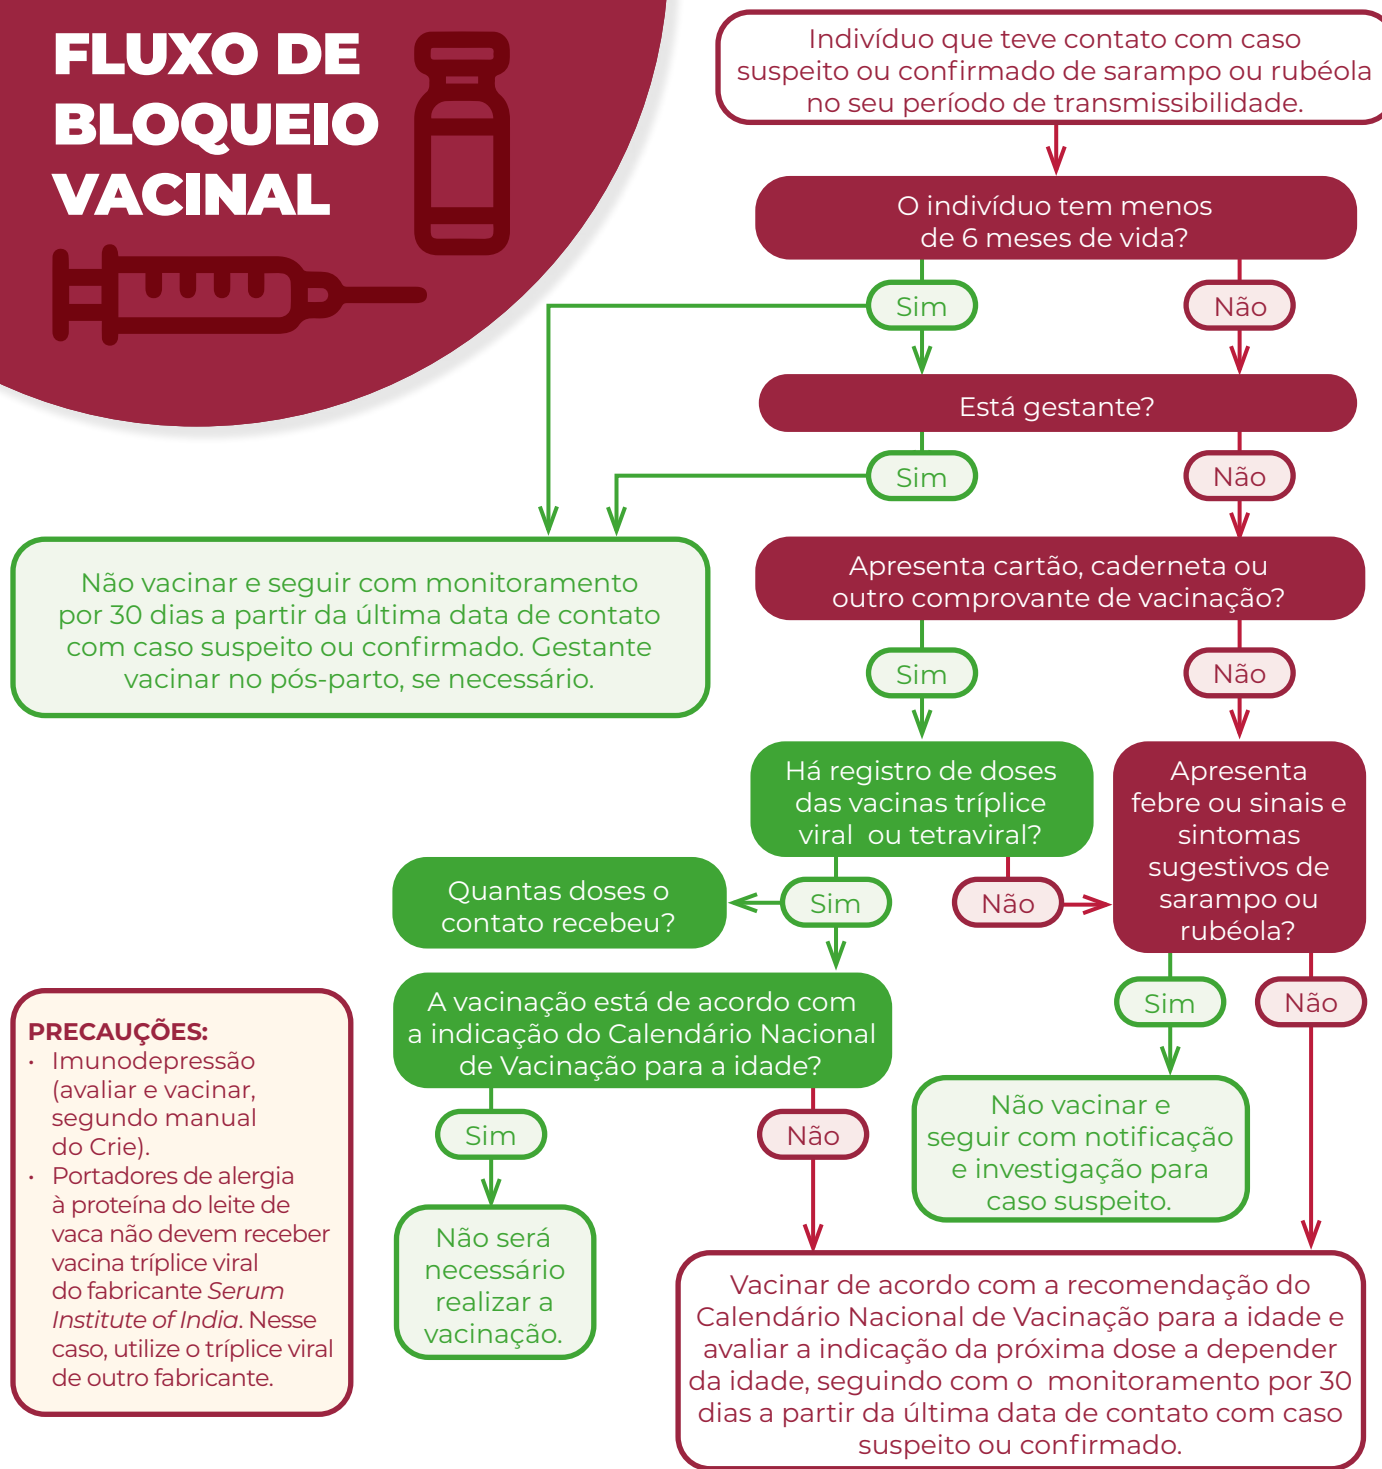 FLUXO DE
BLOQUEIO
VACINAL
Indivíduo que teve contato com caso
suspeito ou confirmado de sarampo ou rubéola
no seu período de transmissibilidade.
O indivíduo tem menos
de 6 meses de vida?
Sim
Não
Está gestante?
Sim
Não
Não vacinar e seguir com monitoramento
por 30 dias a partir da última data de contato
com caso suspeito ou confirmado. Gestante
vacinar no pós-parto, se necessário.
Apresenta cartão, caderneta ou
outro comprovante de vacinação?
Sim
Não
Há registro de doses
das vacinas tríplice
viral ou tetraviral?
Apresenta
febre ou sinais e
sintomas
sugestivos de
sarampo ou
rubéola?
Quantas doses o
contato recebeu?
Sim
Não
A vacinação está de acordo com
a indicação do Calendário Nacional
de Vacinação para a idade?
Sim
Não
Sim
Não
Não vacinar e
seguir com notificação
e investigação para
caso suspeito.
Não será
necessário
realizar a
vacinação.
Vacinar de acordo com a recomendação do
Calendário Nacional de Vacinação para a idade e
avaliar a indicação da próxima dose a depender
da idade, seguindo com o monitoramento por 30
dias a partir da última data de contato com caso
suspeito ou confirmado.
PRECAUÇÕES:
• Imunodepressão
(avaliar e vacinar,
segundo manual
do Crie).
• Portadores de alergia
à proteína do leite de
vaca não devem receber
vacina tríplice viral
do fabricante Serum
Institute of India. Nesse
caso, utilize o tríplice viral
de outro fabricante.